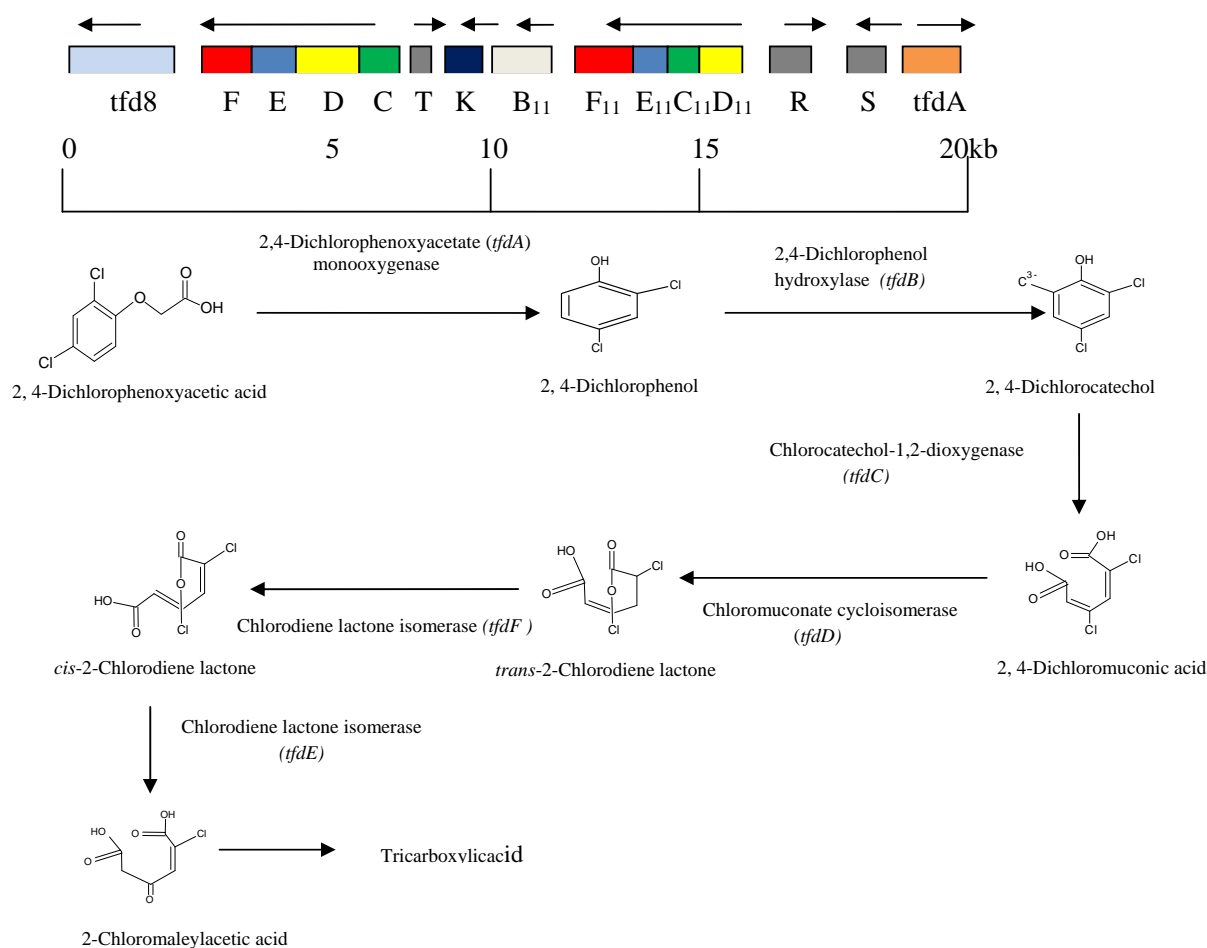 tfd8 F E D C T K B₁₁ F₁₁ E₁₁C₁₁D₁₁ R S tfdA
0 5 10 15 20kb
2,4-Dichlorophenoxyacetate (tfdA)
monooxygenase
2,4-Dichlorophenol
hydroxylase (tfdB)
Cl
O
O
OH
Cl
OH
Cl
Cl
C³⁻
OH
Cl
Cl
2, 4-Dichlorophenoxyacetic acid
2, 4-Dichlorophenol
2, 4-Dichlorocatechol
Chlorocatechol-1,2-dioxygenase
(tfdC)
O
Cl
O
HO
O
Cl
HO
O
O
Cl
O
Cl
OH
O
HO
O
Cl
Cl
Chlorodiene lactone isomerase (tfdF )
Chloromuconate cycloisomerase
(tfdD)
cis-2-Chlorodiene lactone
trans-2-Chlorodiene lactone
2, 4-Dichloromuconic acid
Chlorodiene lactone isomerase
(tfdE)
OH
HO
O
Cl
O
O
Tricarboxylicacid
2-Chloromaleylacetic acid